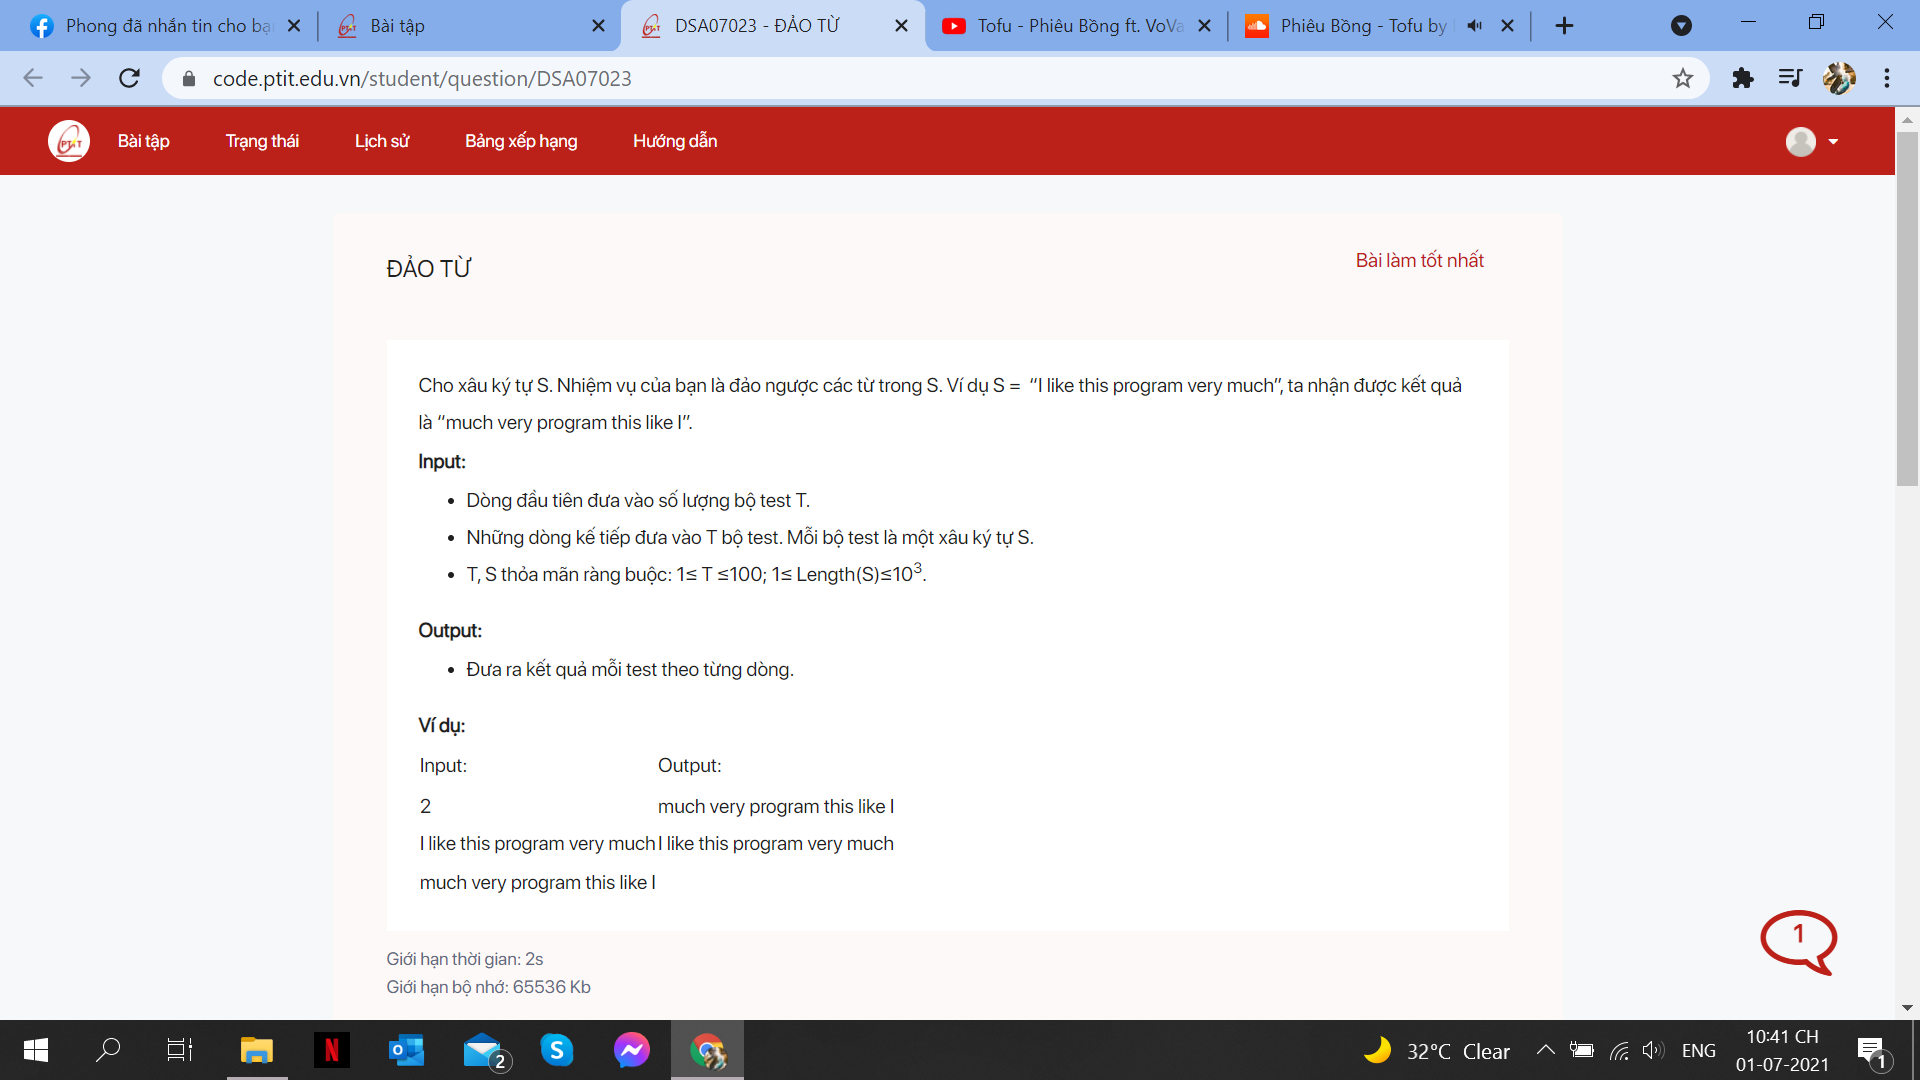 Phong đã nhắn tin cho bạ
Bài tập
DSA07023 - ĐẢO TỪ
Tofu - Phiêu Bồng ft. VoVa
Phiêu Bồng - Tofu by
code.ptit.edu.vn/student/question/DSA07023
PTIT
Bài tập
Trạng thái
Lịch sử
Bảng xếp hạng
Hướng dẫn
ĐẢO TỪ
Bài làm tốt nhất
Cho xâu ký tự S. Nhiệm vụ của bạn là đảo ngược các từ trong S. Ví dụ S = “I like this program very much”, ta nhận được kết quả
là “much very program this like I”.
Input:
• Dòng đầu tiên đưa vào số lượng bộ test T.
• Những dòng kế tiếp đưa vào T bộ test. Mỗi bộ test là một xâu ký tự S.
• T, S thỏa mãn ràng buộc: 1≤ T ≤100; 1≤ Length(S)≤10³.
Output:
• Đưa ra kết quả mỗi test theo từng dòng.
Ví dụ:
Input: Output:
2 much very program this like I
I like this program very much I like this program very much
much very program this like I
1
Giới hạn thời gian: 2s
Giới hạn bộ nhớ: 65536 Kb
2
32°C Clear
ENG
10:41 CH
01-07-2021
1